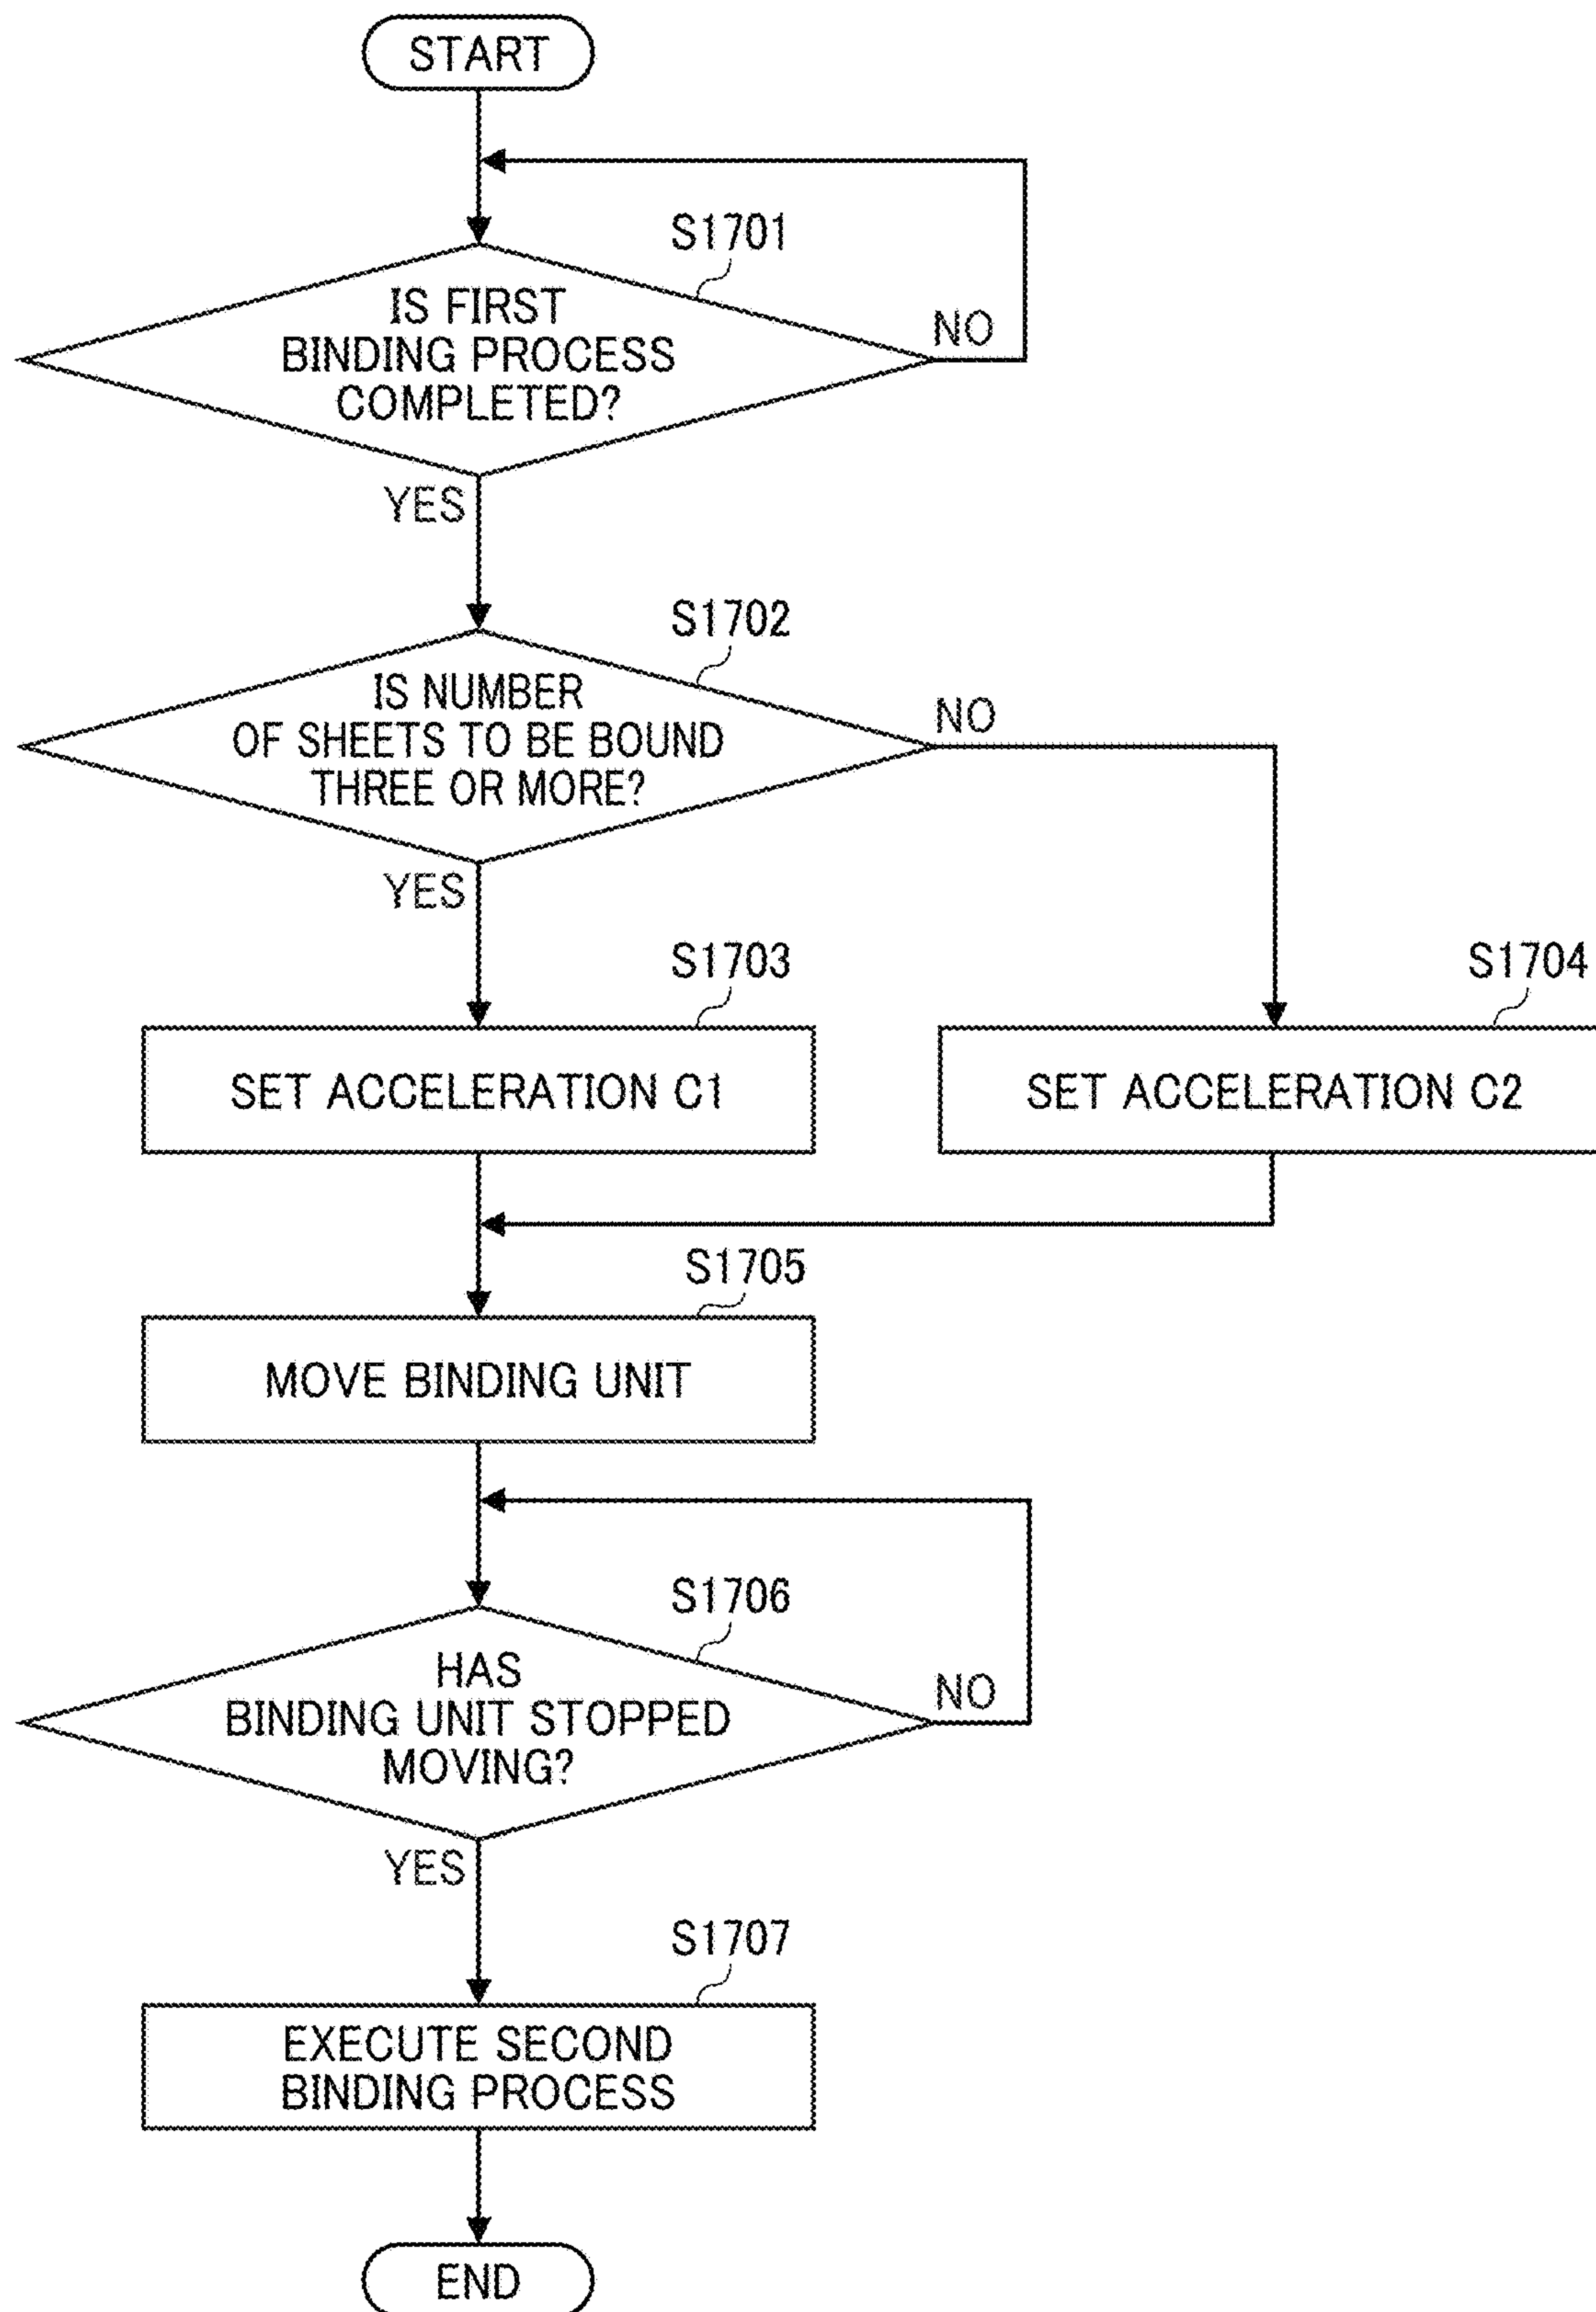 START
S1701
IS FIRST
BINDING PROCESS
COMPLETED?
NO
YES
S1702
IS NUMBER
OF SHEETS TO BE BOUND
THREE OR MORE?
NO
YES
S1703
SET ACCELERATION C1
S1704
SET ACCELERATION C2
S1705
MOVE BINDING UNIT
S1706
HAS
BINDING UNIT STOPPED
MOVING?
NO
YES
S1707
EXECUTE SECOND
BINDING PROCESS
END